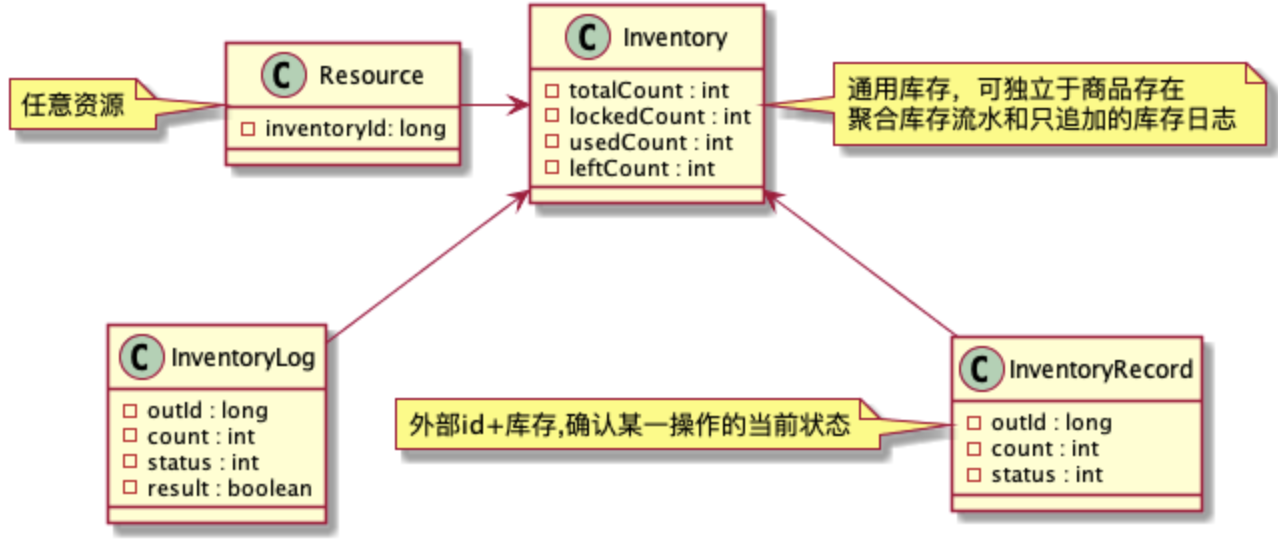 任意资源
C Resource
inventoryId: long
C Inventory
totalCount : int
lockedCount : int
usedCount : int
leftCount : int
通用库存，可独立于商品存在
聚合库存流水和只追加的库存日志
C InventoryLog
outId : long
count : int
status : int
result : boolean
外部id+库存,确认某一操作的当前状态
C InventoryRecord
outId : long
count : int
status : int